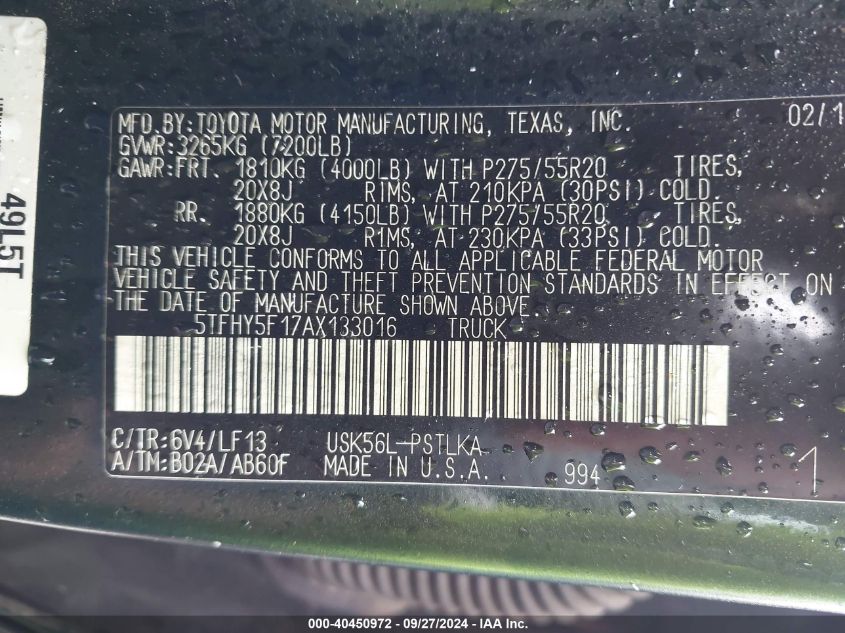 49L5T
MFD.BY:TOYOTA MOTOR MANUFACTURING, TEXAS, INC. 02/1
GVWR:3265KG (7200LB)
GAWR:FRT. 1810KG (4000LB) WITH P275/55R20 TIRES,
20X8J RIMS, AT 210KPA (30PSI) COLD.
RR. 1880KG (4150LB) WITH P275/55R20 TIRES,
20X8J RIMS, AT 230KPA (33PSI) COLD.
THIS VEHICLE CONFORMS TO ALL APPLICABLE FEDERAL MOTOR
VEHICLE SAFETY AND THEFT PREVENTION STANDARDS IN EFFECT ON
THE DATE OF MANUFACTURE SHOWN ABOVE.
5TFHY5F17AX133016 TRUCK
C/TR:6V4/LF13 USK56L-PSTLKA
A/TM:B02A/AB60F MADE IN U.S.A. 994 1
000-40450972 / 09/27/2024 - IAA Inc.